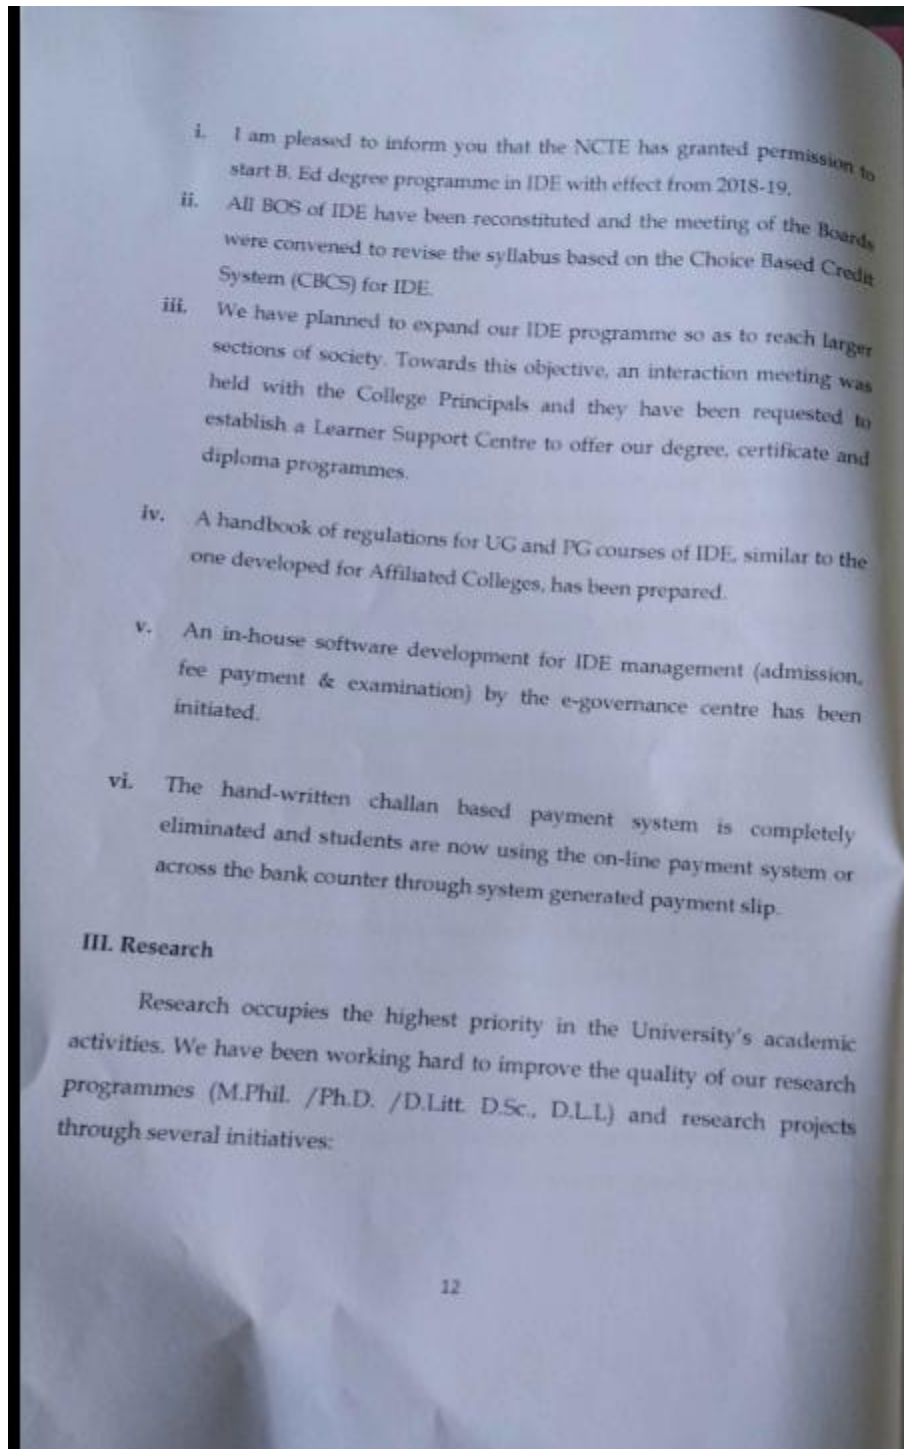 i. I am pleased to inform you that the NCTE has granted permission to
start B. Ed degree programme in IDE with effect from 2018-19.
ii. All BOS of IDE have been reconstituted and the meeting of the Boards
were convened to revise the syllabus based on the Choice Based Credit
System (CBCS) for IDE.
iii. We have planned to expand our IDE programme so as to reach larger
sections of society. Towards this objective, an interaction meeting was
held with the College Principals and they have been requested to
establish a Learner Support Centre to offer our degree, certificate and
diploma programmes.
iv. A handbook of regulations for UG and PG courses of IDE, similar to the
one developed for Affiliated Colleges, has been prepared.
v. An in-house software development for IDE management (admission,
fee payment & examination) by the e-governance centre has been
initiated.
vi. The hand-written challan based payment system is completely
eliminated and students are now using the on-line payment system or
across the bank counter through system generated payment slip.
III. Research
Research occupies the highest priority in the University's academic
activities. We have been working hard to improve the quality of our research
programmes (M.Phil. /Ph.D. /D.Litt. D.Sc., D.L.I.) and research projects
through several initiatives:
12